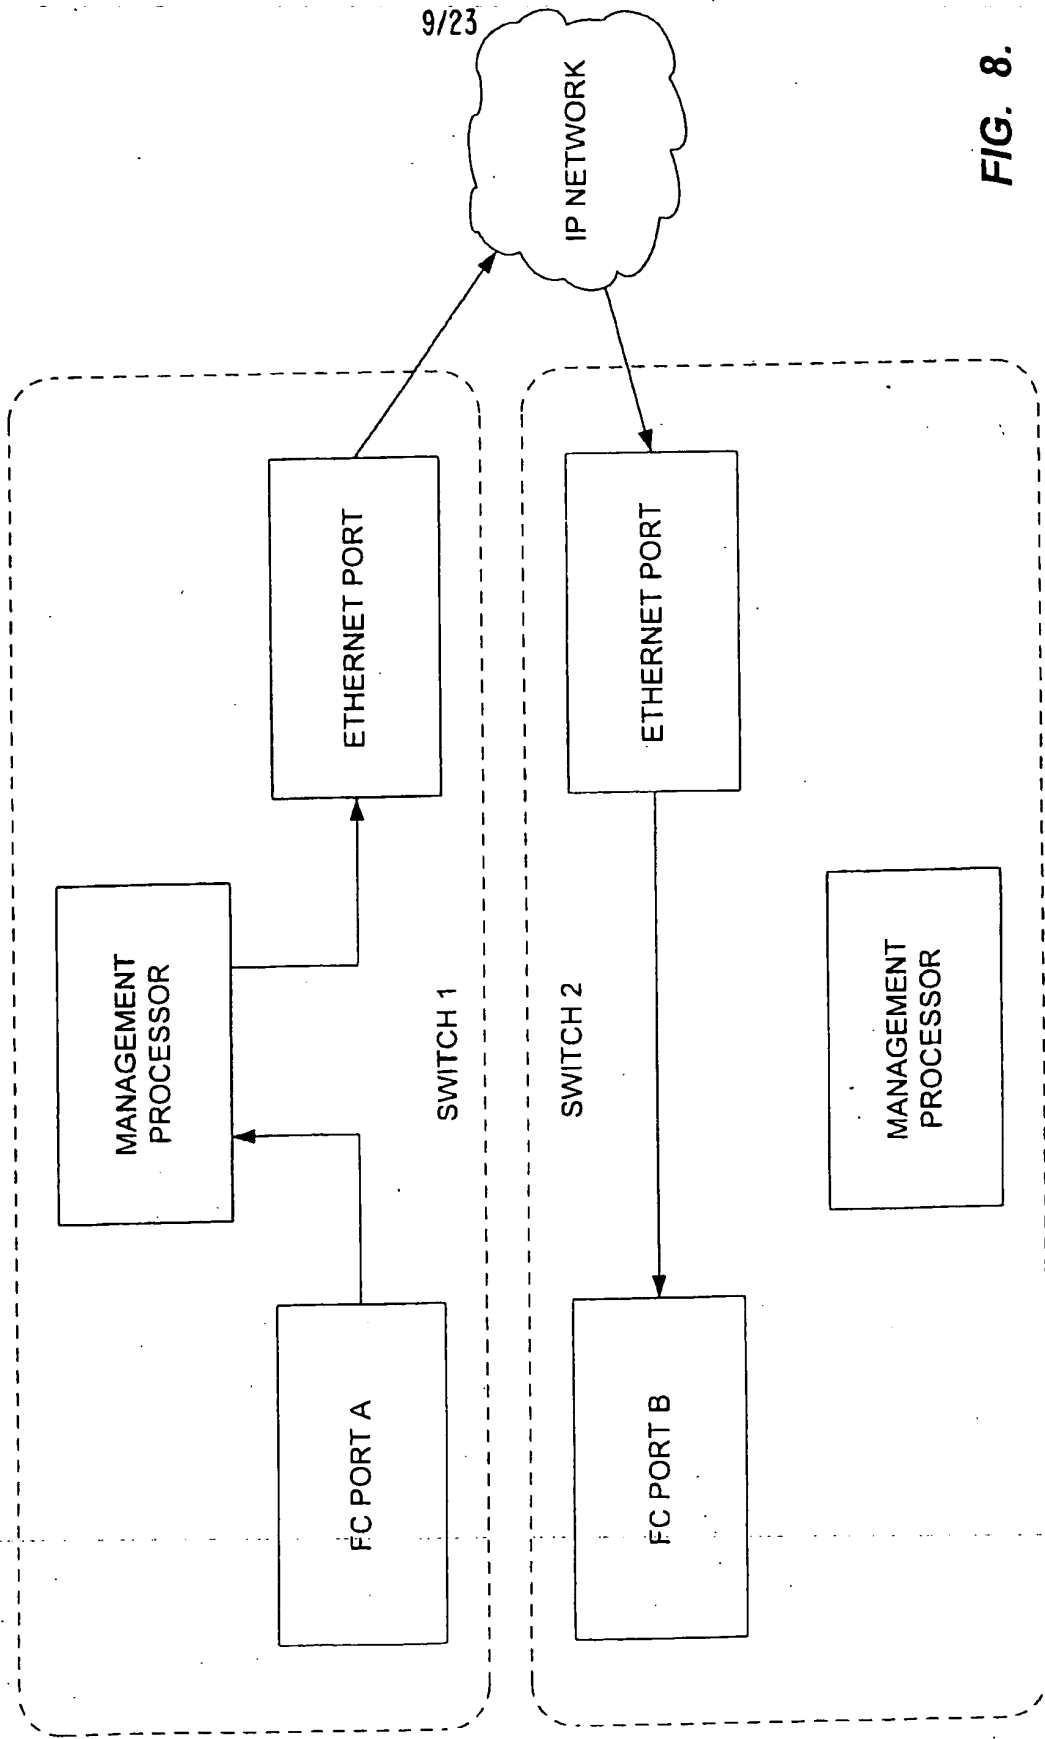 9/23
MANAGEMENT
PROCESSOR
FC PORT A
ETHERNET PORT
SWITCH 1
IP NETWORK
SWITCH 2
FC PORT B
ETHERNET PORT
MANAGEMENT
PROCESSOR
FIG. 8.